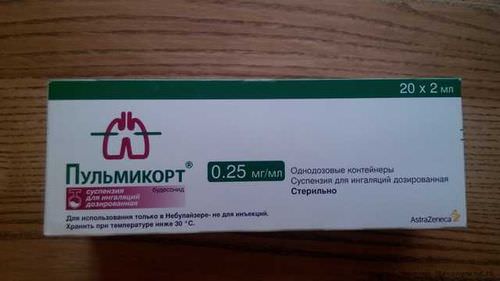 20 x 2 мл
Пульмикорт®
будесонид
суспензия
для ингаляций
дозированная
0.25 мг/мл
Однодозовые контейнеры
Суспензия для ингаляций дозированная
Стерильно
Для использования только в Небулайзере- не для инъекций.
Хранить при температуре ниже 30 °C.
AstraZeneca